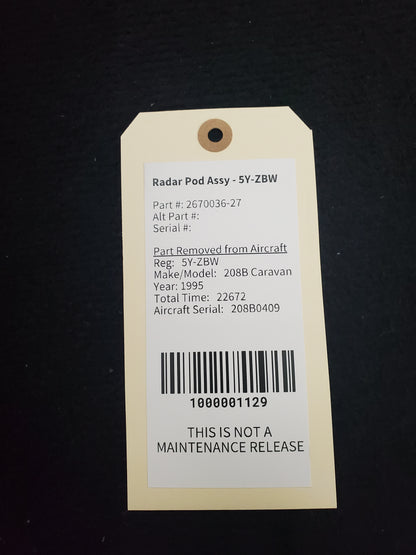 Radar Pod Assy - 5Y-ZBW
Part #: 2670036-27
Alt Part #:
Serial #:
Part Removed from Aircraft
Reg: 5Y-ZBW
Make/Model: 208B Caravan
Year: 1995
Total Time: 22672
Aircraft Serial: 208B0409
1000001129
THIS IS NOT A
MAINTENANCE RELEASE